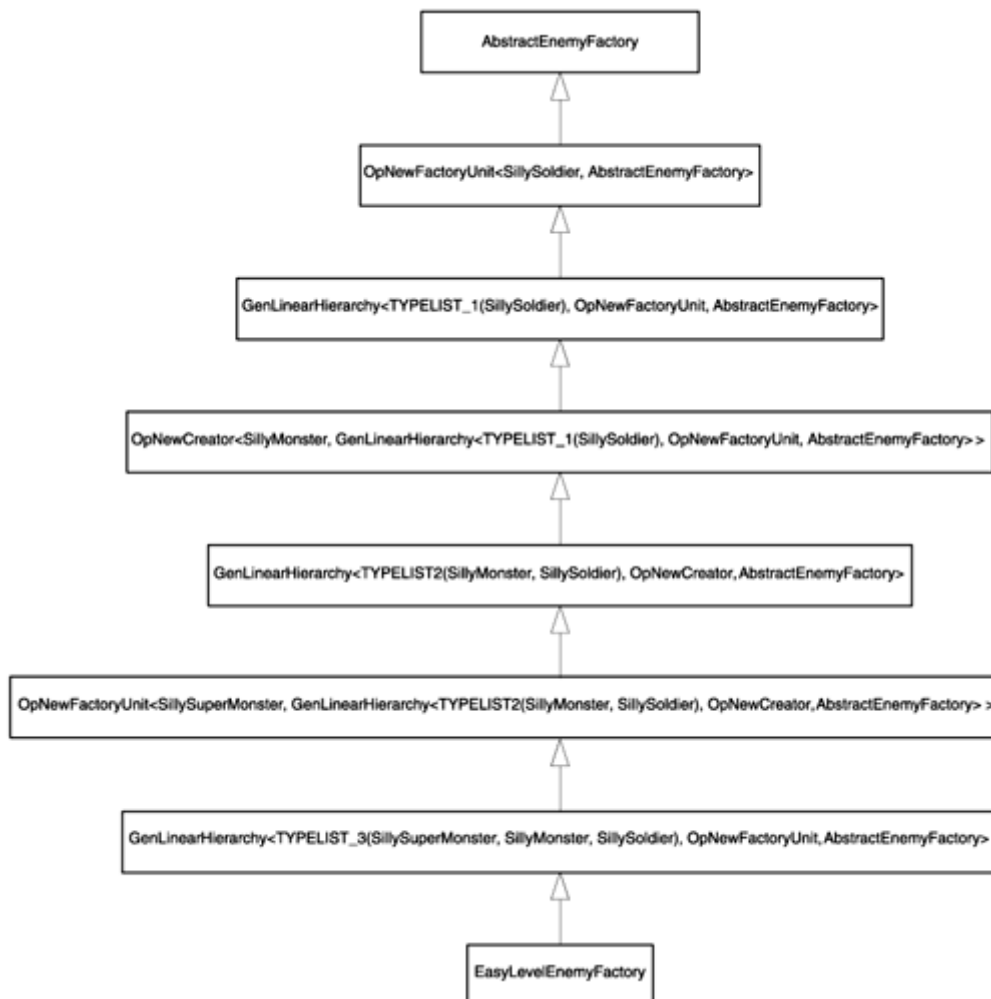 AbstractEnemyFactory
OpNewFactoryUnit<SillySoldier, AbstractEnemyFactory>
GenLinearHierarchy<TYPELIST_1(SillySoldier), OpNewFactoryUnit, AbstractEnemyFactory>
OpNewCreator<SillyMonster, GenLinearHierarchy<TYPELIST_1(SillySoldier), OpNewFactoryUnit, AbstractEnemyFactory> >
GenLinearHierarchy<TYPELIST2(SillyMonster, SillySoldier), OpNewCreator,AbstractEnemyFactory>
OpNewFactoryUnit<SillySuperMonster, GenLinearHierarchy<TYPELIST2(SillyMonster, SillySoldier), OpNewCreator,AbstractEnemyFactory> >
GenLinearHierarchy<TYPELIST_3(SillySuperMonster, SillyMonster, SillySoldier), OpNewFactoryUnit,AbstractEnemyFactory>
EasyLevelEnemyFactory